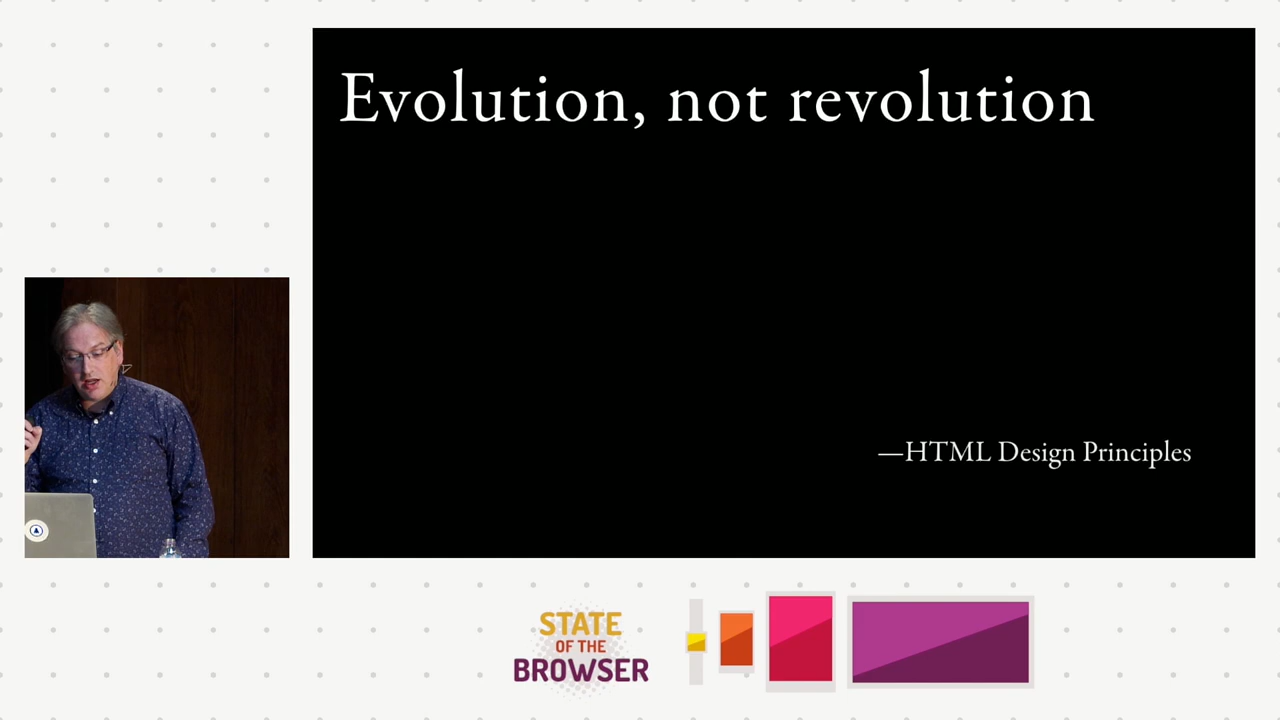 Evolution, not revolution
—HTML Design Principles
STATE
OF THE
BROWSER